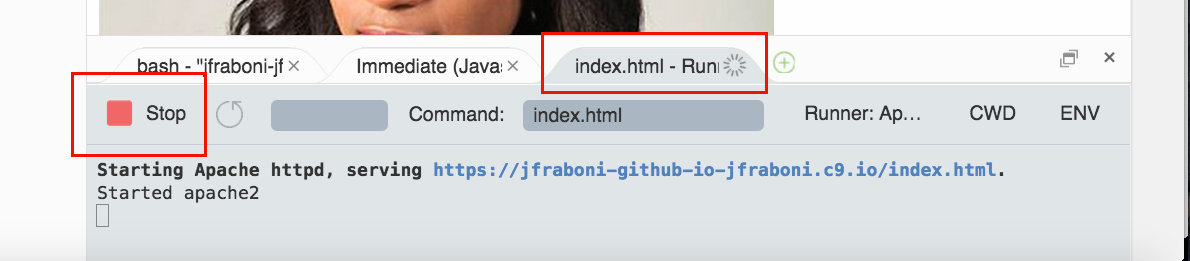 bash - "jfraboni-jf × Immediate (Javas × index.html - Run
Stop Command: index.html Runner: Ap… CWD ENV
Starting Apache httpd, serving https://jfraboni-github-io-jfraboni.c9.io/index.html.
Started apache2